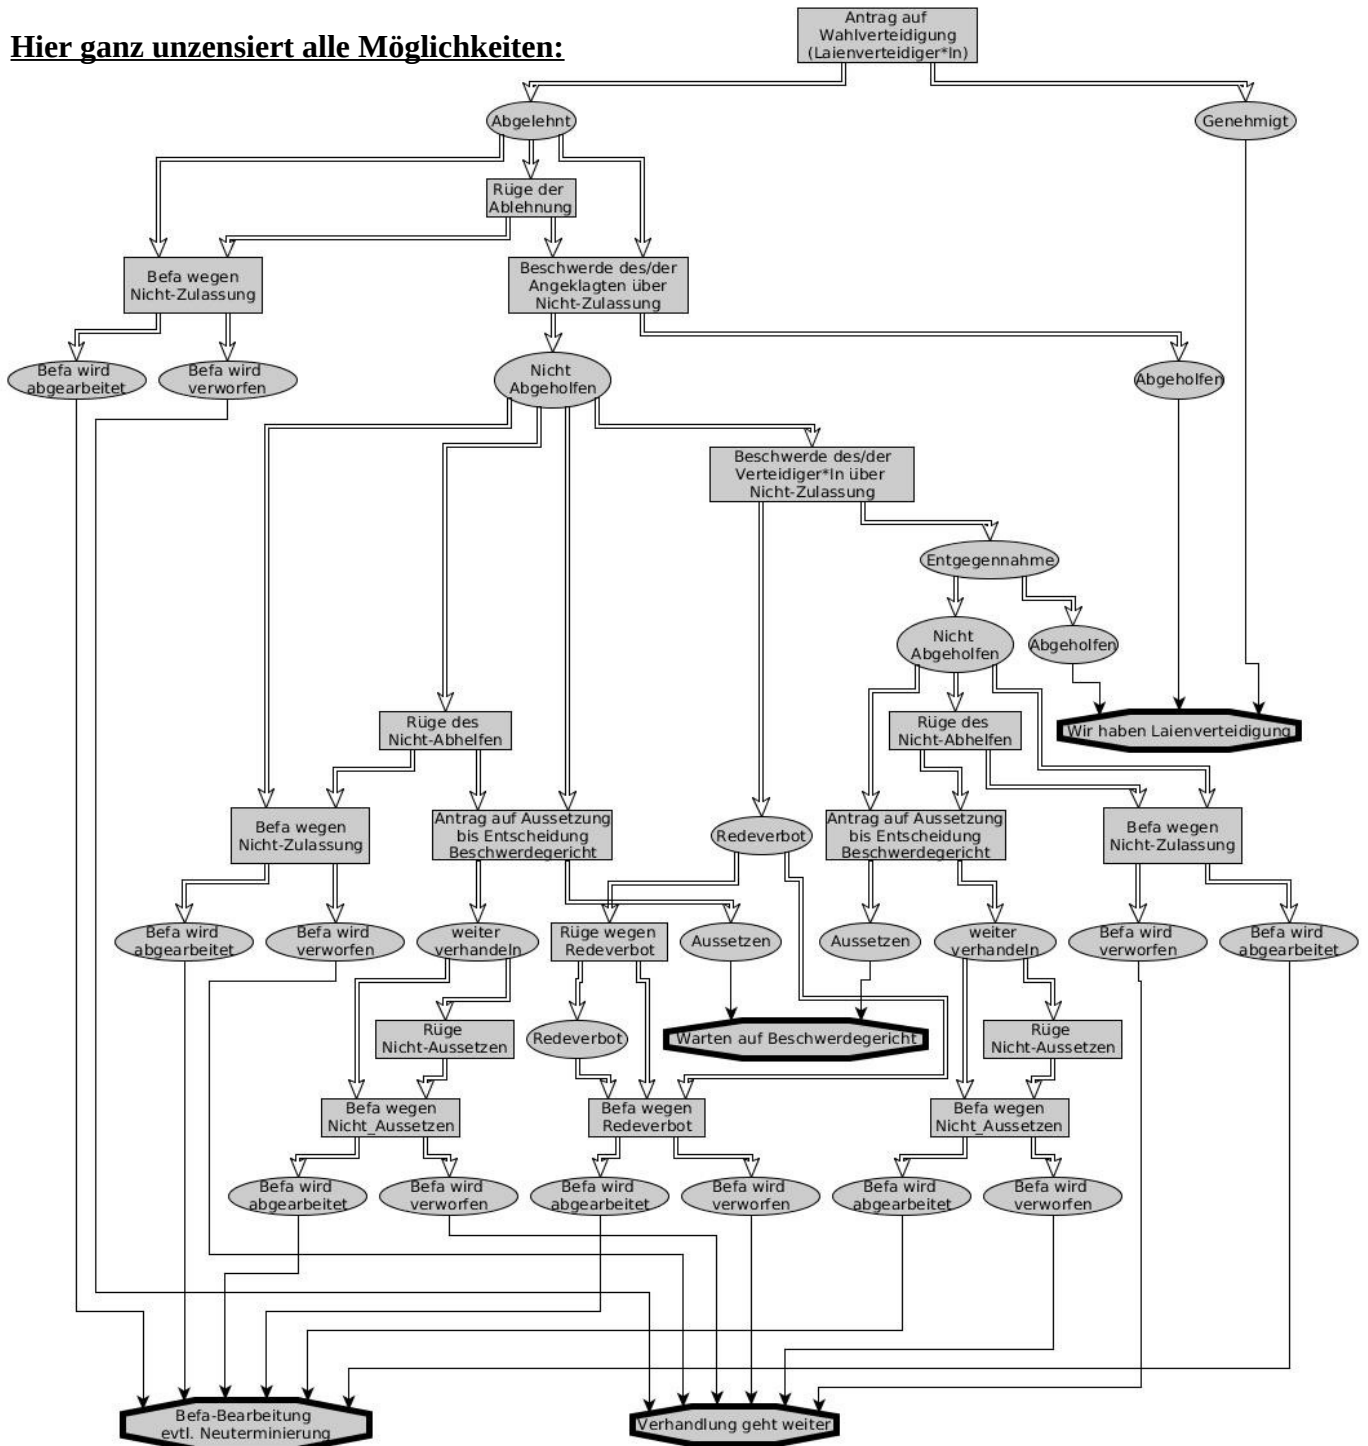 Hier ganz unzensiert alle Möglichkeiten:
Antrag auf
Wahlverteidigung
(Laienverteidiger*In)
Abgelehnt
Genehmigt
Rüge der
Ablehnung
Befa wegen
Nicht-Zulassung
Beschwerde des/der
Angeklagten über
Nicht-Zulassung
Befa wird
abgearbeitet
Befa wird
verworfen
Nicht
Abgeholfen
Abgeholfen
Beschwerde des/der
Verteidiger*In über
Nicht-Zulassung
Entgegennahme
Nicht
Abgeholfen
Abgeholfen
Rüge des
Nicht-Abhelfen
Rüge des
Nicht-Abhelfen
Wir haben Laienverteidigung
Befa wegen
Nicht-Zulassung
Antrag auf Aussetzung
bis Entscheidung
Beschwerdegericht
Redeverbot
Antrag auf Aussetzung
bis Entscheidung
Beschwerdegericht
Befa wegen
Nicht-Zulassung
Befa wird
abgearbeitet
Befa wird
verworfen
weiter
verhandeln
Rüge wegen
Redeverbot
Aussetzen
Aussetzen
weiter
verhandeln
Befa wird
verworfen
Befa wird
abgearbeitet
Rüge
Nicht-Aussetzen
Redeverbot
Warten auf Beschwerdegericht
Rüge
Nicht-Aussetzen
Befa wegen
Nicht_Aussetzen
Befa wegen
Redeverbot
Befa wegen
Nicht_Aussetzen
Befa wird
abgearbeitet
Befa wird
verworfen
Befa wird
abgearbeitet
Befa wird
verworfen
Befa wird
abgearbeitet
Befa wird
verworfen
Befa-Bearbeitung
evtl. Neuterminierung
Verhandlung geht weiter